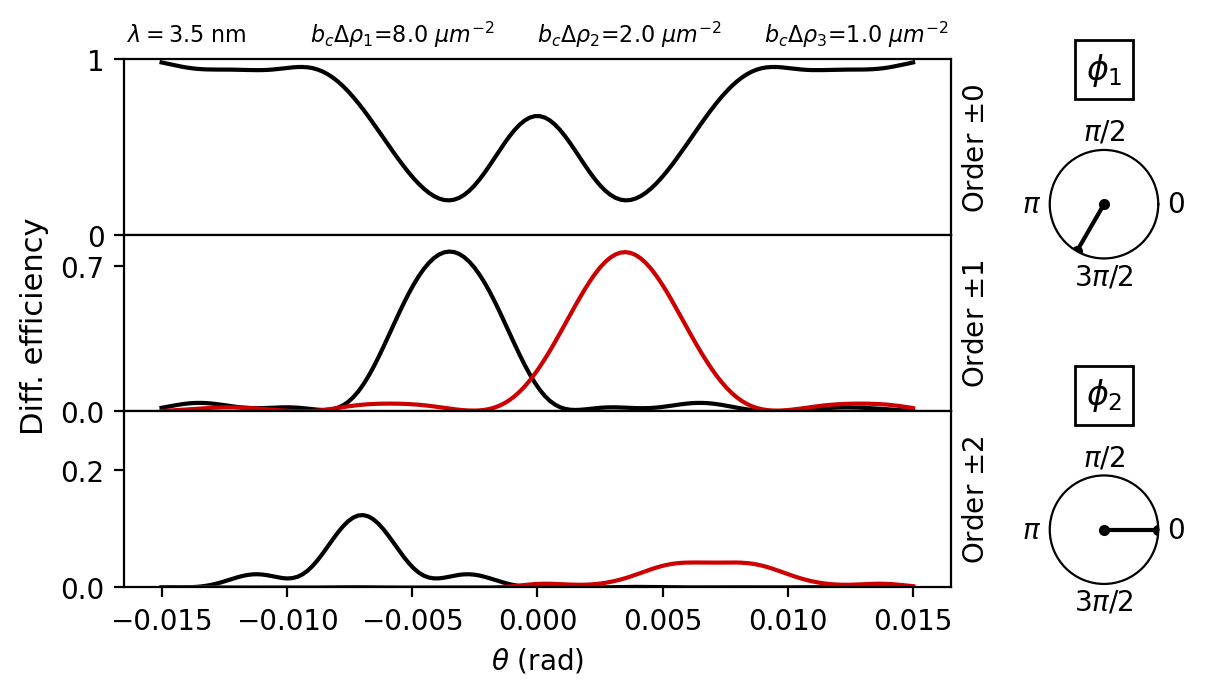 λ = 3.5 nm
b_cΔρ_1=8.0 μm^{-2}
b_cΔρ_2=2.0 μm^{-2}
b_cΔρ_3=1.0 μm^{-2}
Diff. efficiency
1
0
Order ±0
0.7
0.0
Order ±1
0.2
0.0
Order ±2
−0.015 −0.010 −0.005 0.000 0.005 0.010 0.015
θ (rad)
ϕ_1
π/2
π 0
3π/2
ϕ_2
π/2
π 0
3π/2